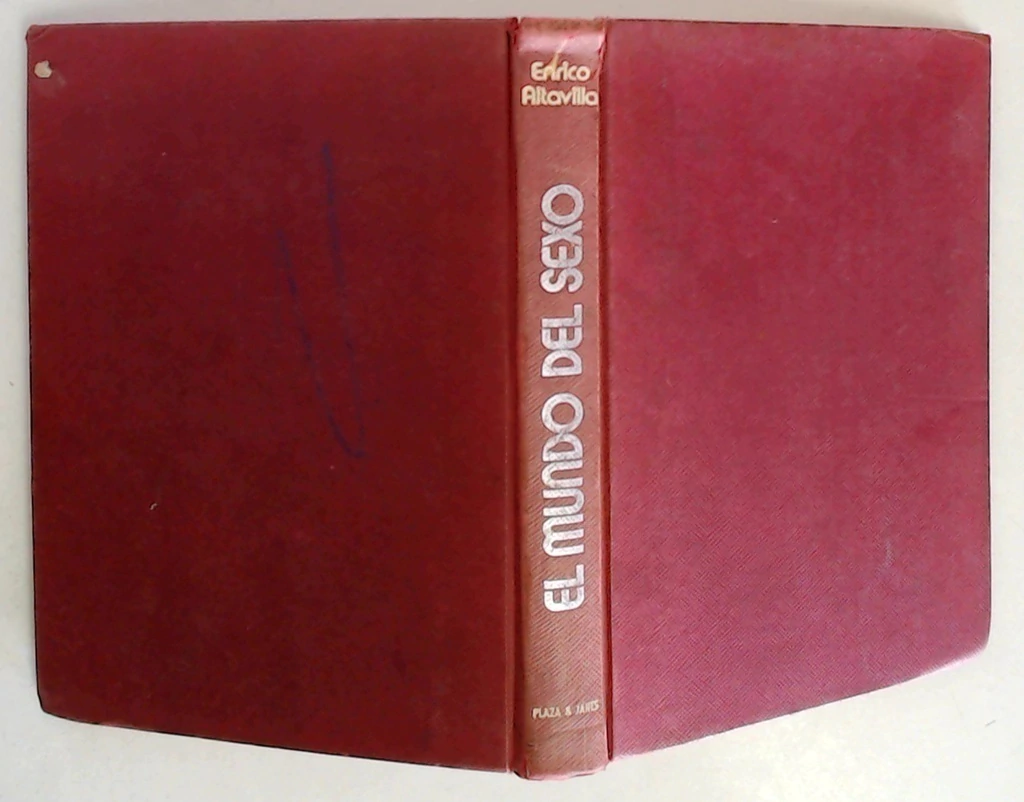 Enrico
Altavilla
EL MUNDO DEL SEXO
PLAZA & JANES